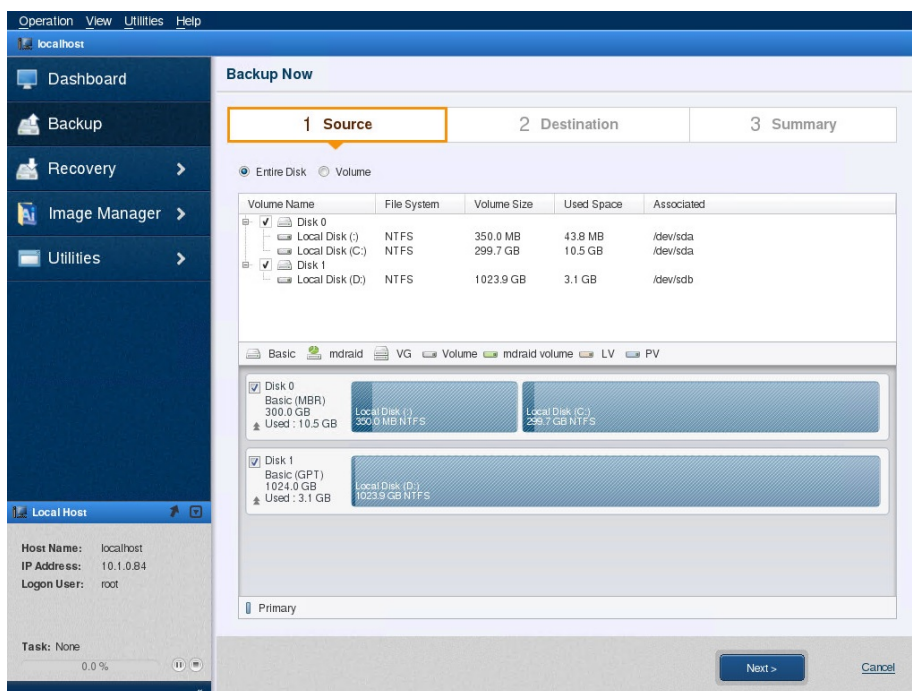 Operation View Utilities Help
localhost
Dashboard
Backup
Recovery
Image Manager
Utilities
Backup Now
1 Source
2 Destination
3 Summary
Entire Disk Volume
Volume Name File System Volume Size Used Space Associated
Disk 0
Local Disk (:) NTFS 350.0 MB 43.8 MB /dev/sda
Local Disk (C:) NTFS 299.7 GB 10.5 GB /dev/sda
Disk 1
Local Disk (D:) NTFS 1023.9 GB 3.1 GB /dev/sdb
Basic mdraid VG Volume mdraid volume LV PV
Disk 0
Basic (MBR)
300.0 GB
Used : 10.5 GB
Local Disk (:)
350.0 MB NTFS
Local Disk (C:)
299.7 GB NTFS
Disk 1
Basic (GPT)
1024.0 GB
Used : 3.1 GB
Local Disk (D:)
1023.9 GB NTFS
Primary
Local Host
Host Name: localhost
IP Address: 10.1.0.84
Logon User: root
Task: None
0.0 %
Next >
Cancel